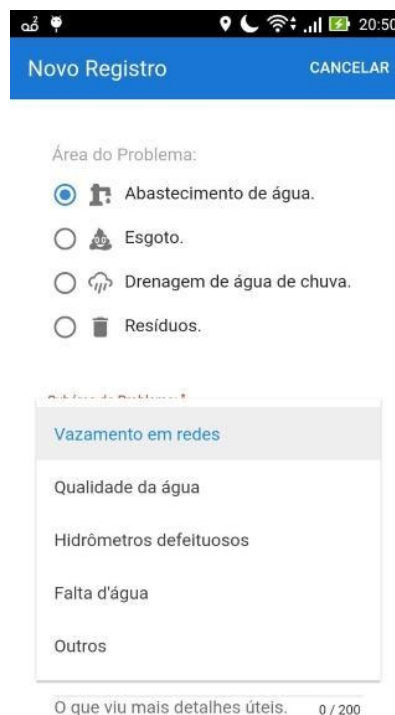 20:50
Novo Registro CANCELAR
Área do Problema:
Abastecimento de água.
Esgoto.
Drenagem de água de chuva.
Resíduos.
Vazamento em redes
Qualidade da água
Hidrômetros defeituosos
Falta d'água
Outros
O que viu mais detalhes úteis. 0 / 200